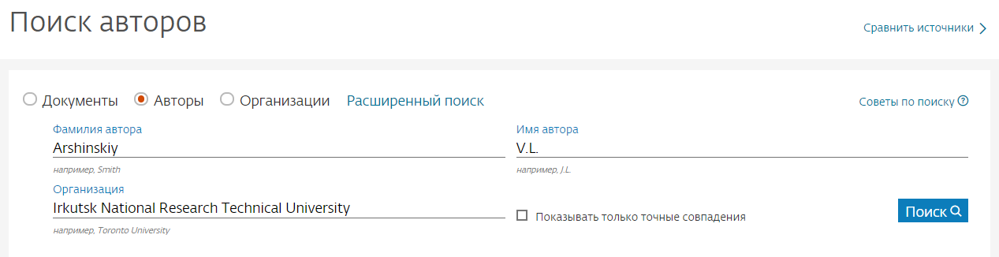 Поиск авторов
Сравнить источники
Документы Авторы Организации Расширенный поиск Советы по поиску
Фамилия автора Имя автора
Arshinskiy V.L.
например, Smith например, J.L.
Организация
Irkutsk National Research Technical University
Показывать только точные совпадения Поиск
например, Toronto University